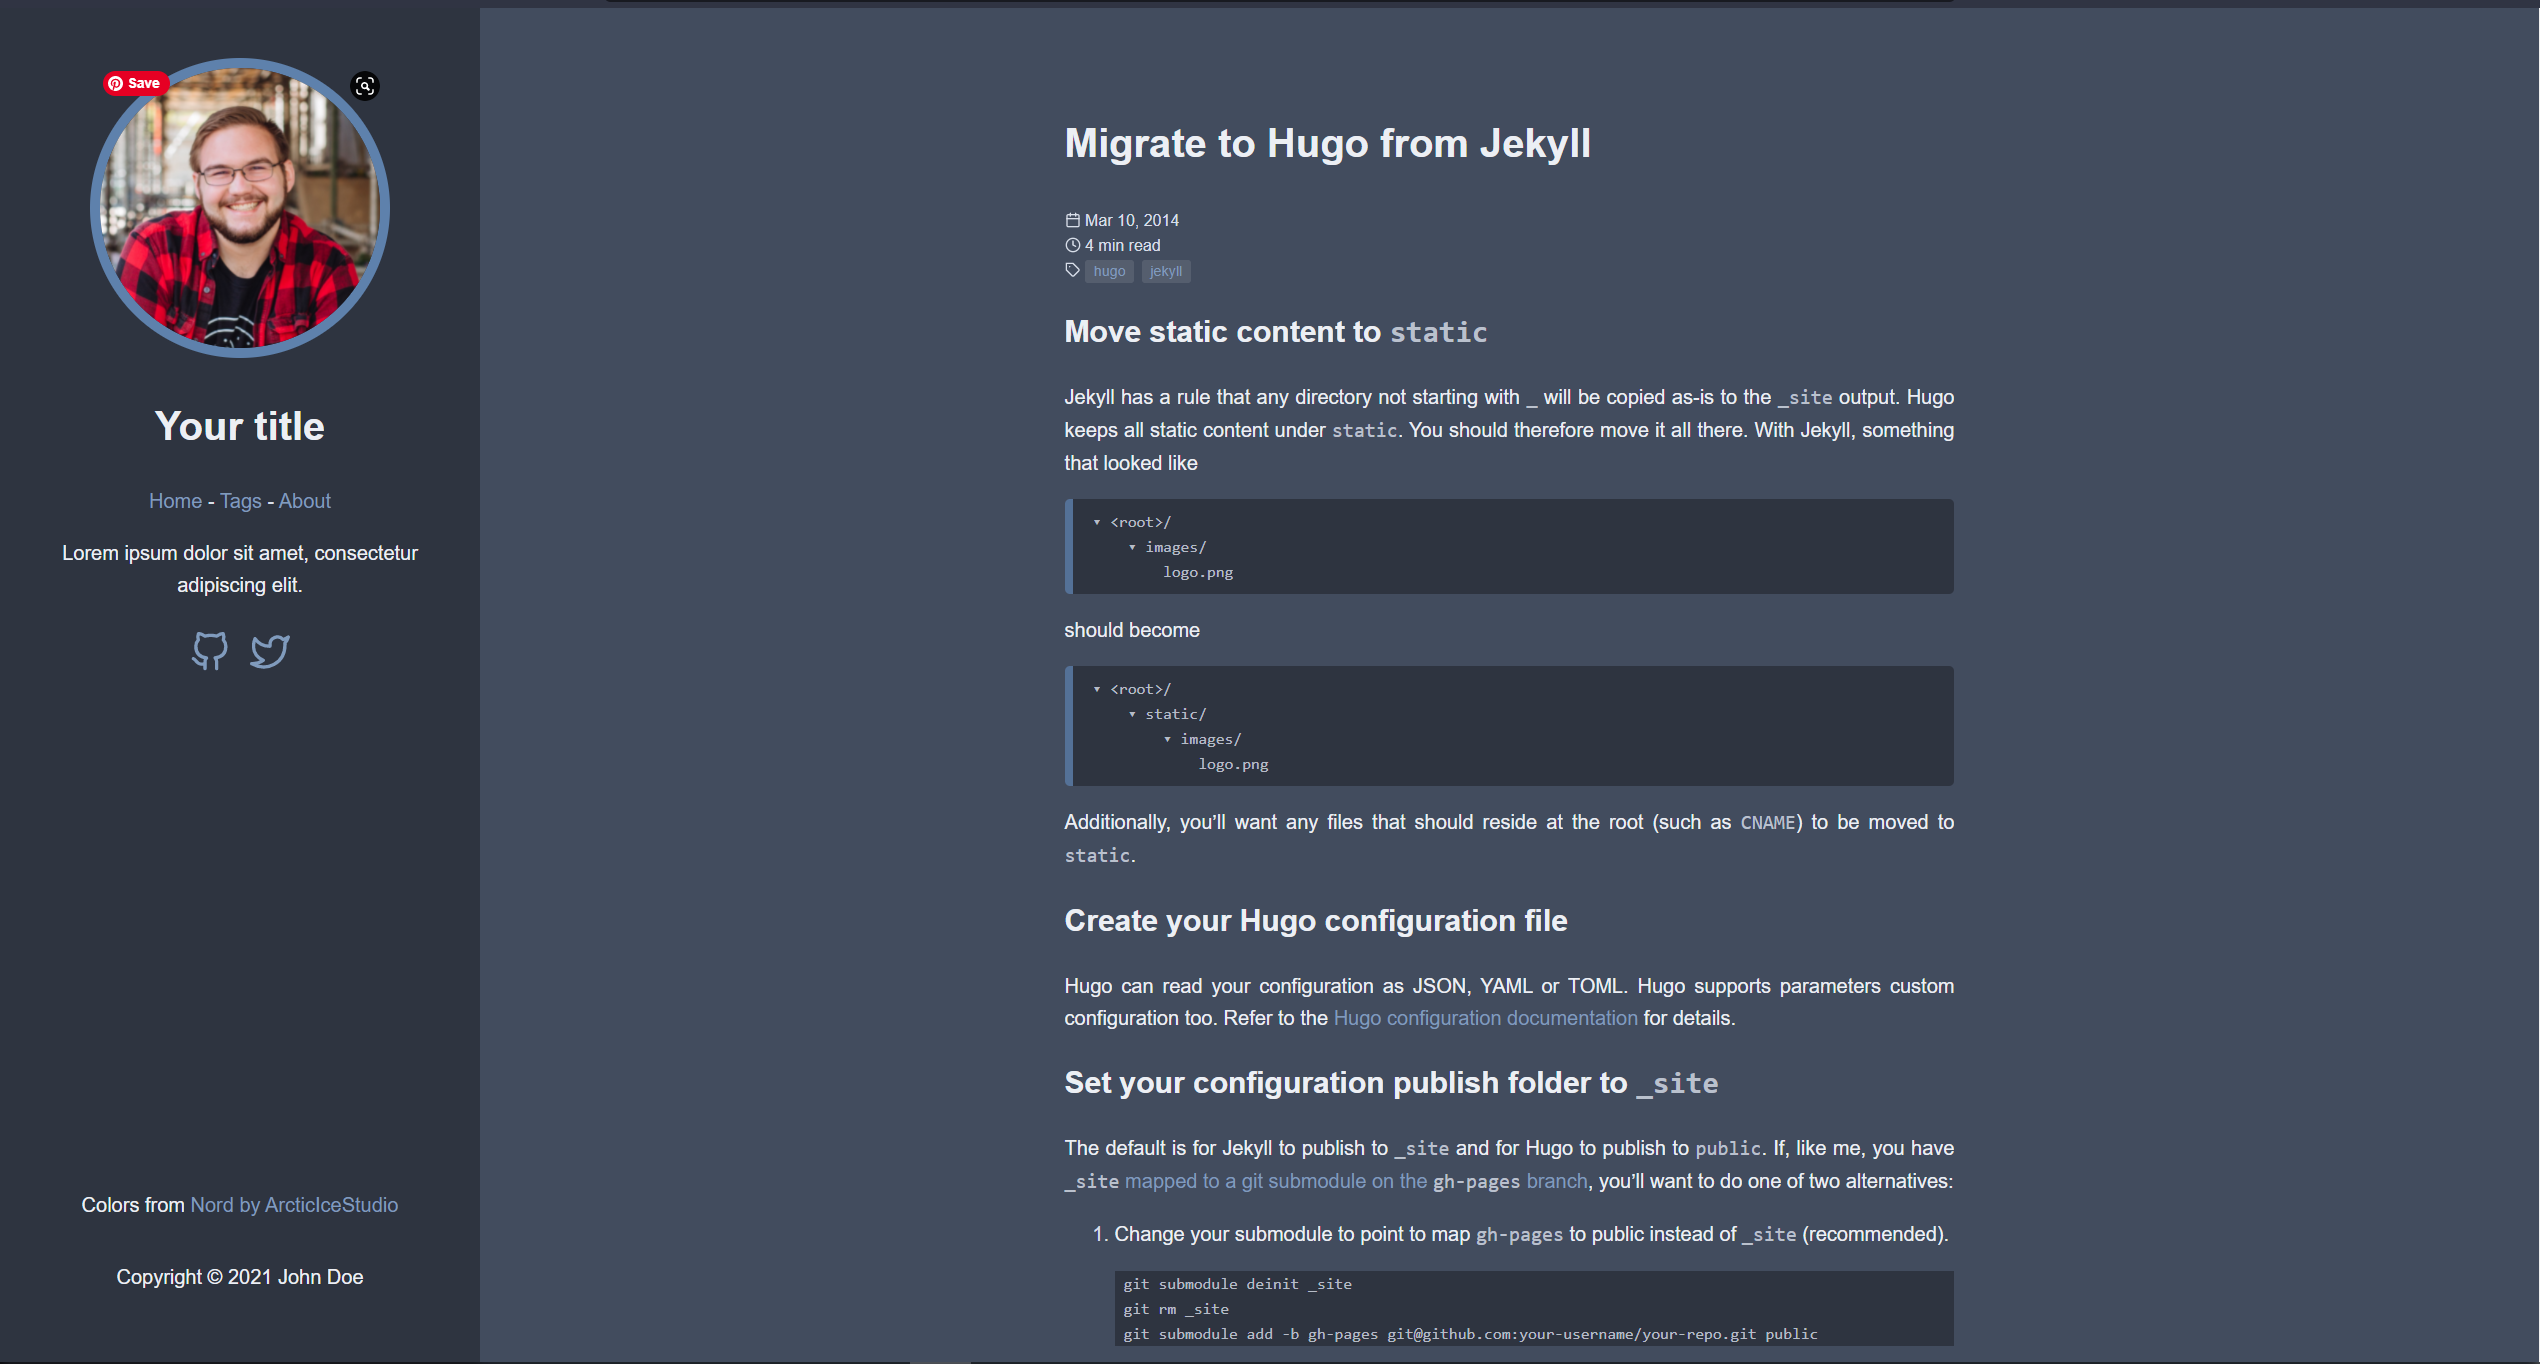 Save
Your title
Home - Tags - About
Lorem ipsum dolor sit amet, consectetur
adipiscing elit.
Colors from Nord by ArcticIceStudio
Copyright © 2021 John Doe
Migrate to Hugo from Jekyll
Mar 10, 2014
4 min read
hugo jekyll
Move static content to static
Jekyll has a rule that any directory not starting with _ will be copied as-is to the _site output. Hugo
keeps all static content under static. You should therefore move it all there. With Jekyll, something
that looked like
▾ <root>/
▾ images/
logo.png
should become
▾ <root>/
▾ static/
▾ images/
logo.png
Additionally, you’ll want any files that should reside at the root (such as CNAME) to be moved to
static.
Create your Hugo configuration file
Hugo can read your configuration as JSON, YAML or TOML. Hugo supports parameters custom
configuration too. Refer to the Hugo configuration documentation for details.
Set your configuration publish folder to _site
The default is for Jekyll to publish to _site and for Hugo to publish to public. If, like me, you have
_site mapped to a git submodule on the gh-pages branch, you’ll want to do one of two alternatives:
1. Change your submodule to point to map gh-pages to public instead of _site (recommended).
git submodule deinit _site
git rm _site
git submodule add -b gh-pages git@github.com:your-username/your-repo.git public